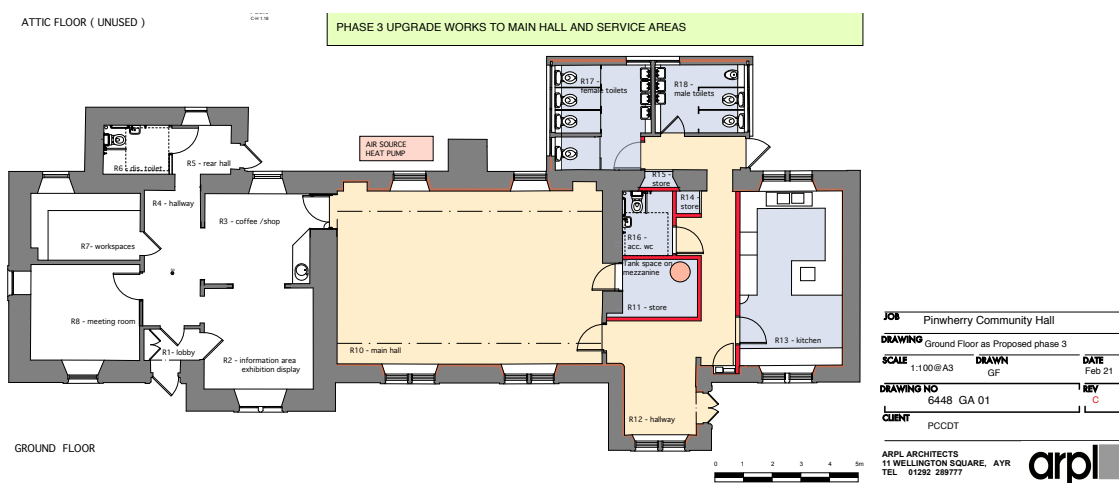 ATTIC FLOOR ( UNUSED )
C-H 1.18
PHASE 3 UPGRADE WORKS TO MAIN HALL AND SERVICE AREAS
R17 -
female toilets
R18 -
male toilets
AIR SOURCE
HEAT PUMP
R6 - dis. toilet
R5 - rear hall
R15 -
store
R4 - hallway
R14 -
store
R3 - coffee /shop
R16 -
acc. wc
R7- workspaces
Tank space on
mezzanine
R11 - store
R8 - meeting room
R1- lobby
R10 - main hall
R13 - kitchen
R2 - information area
exhibition display
R12 - hallway
GROUND FLOOR
0 1 2 3 4 5m
JOB Pinwherry Community Hall
DRAWING Ground Floor as Proposed phase 3
SCALE DRAWN DATE
1:100@A3 GF Feb 21
DRAWING NO REV
6448 GA 01 C
CLIENT
PCCDT
ARPL ARCHITECTS
11 WELLINGTON SQUARE, AYR
TEL 01292 289777
arpl